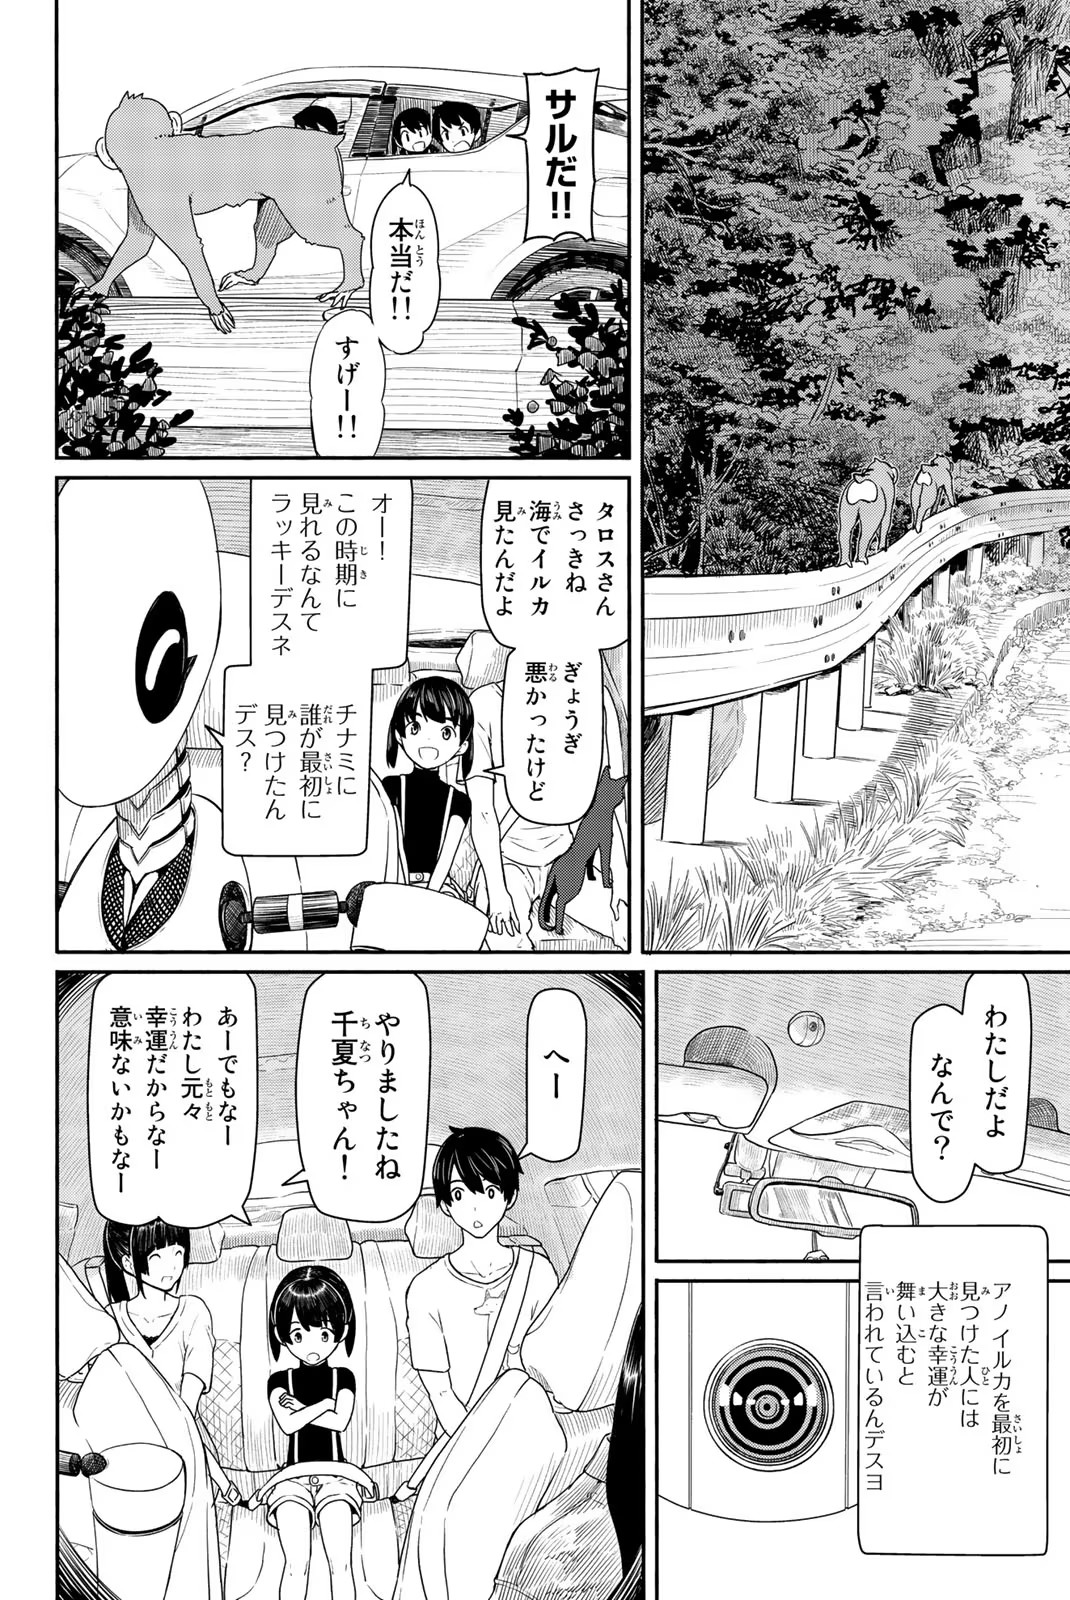 サルだ!!
本当だ!!
すげー!!
タロスさん
さっきね
海でイルカ
見たんだよ
ぎょうぎ
悪かったけど
オー!
この時期に
見れるなんて
ラッキーデスネ
チナミに
誰が最初に
見つけたん
デス?
わたしだよ
なんで?
アノ イルカを最初に
見つけた人には
大きな幸運が
舞い込むと
言われているんデスヨ
へー
やりましたね
千夏ちゃん!
あーでもなー
わたし元々
幸運だからなー
意味ないかもなー